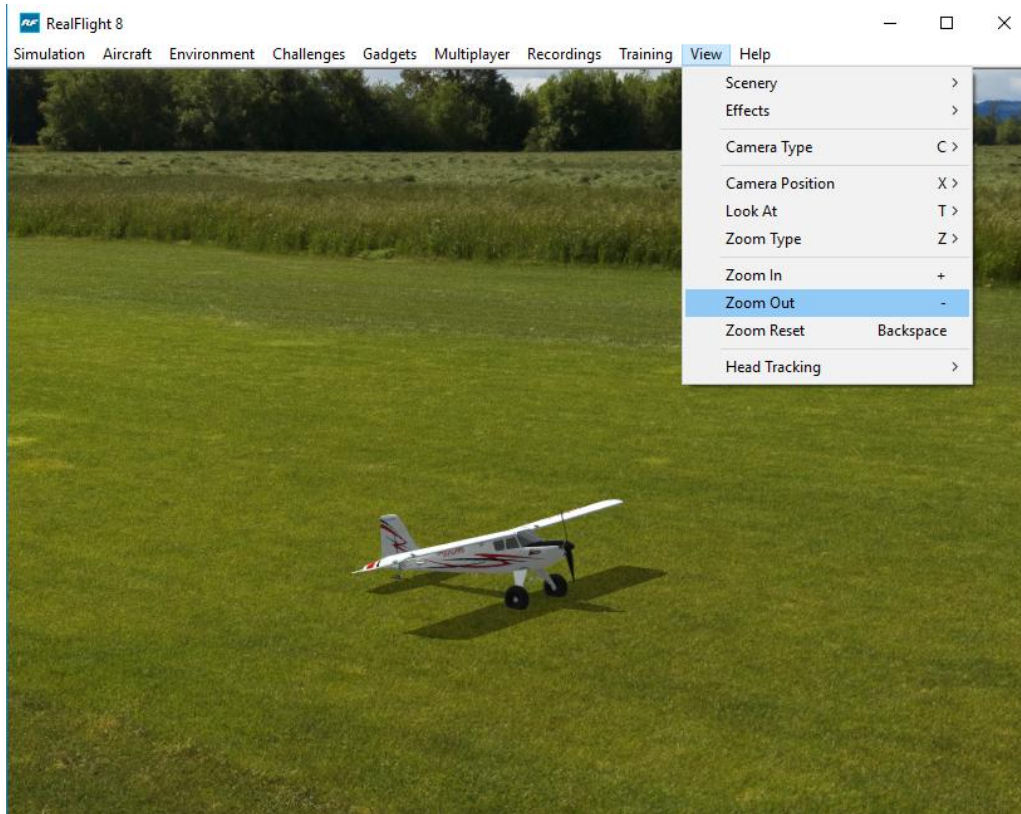 RF RealFlight 8
Simulation Aircraft Environment Challenges Gadgets Multiplayer Recordings Training View Help
Scenery >
Effects >
Camera Type C >
Camera Position X >
Look At T >
Zoom Type Z >
Zoom In +
Zoom Out -
Zoom Reset Backspace
Head Tracking >